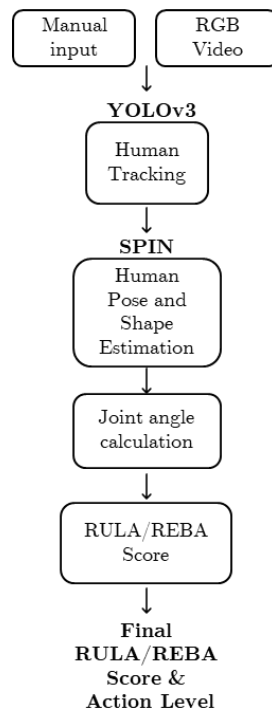 Manual
input
RGB
Video
YOLOv3
Human
Tracking
SPIN
Human
Pose and
Shape
Estimation
Joint angle
calculation
RULA/REBA
Score
Final
RULA/REBA
Score &
Action Level